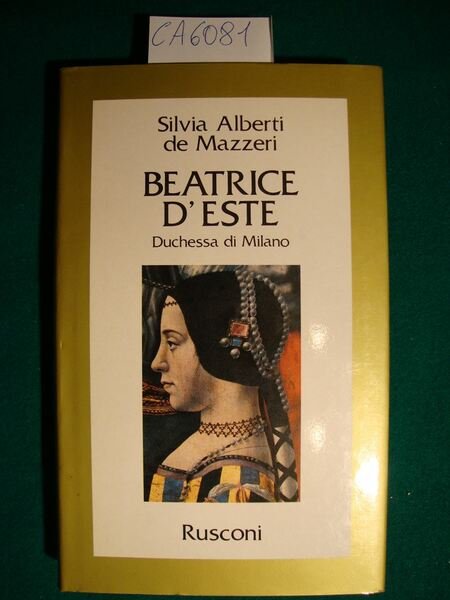 CA6081
Silvia Alberti
de Mazzeri
BEATRICE
D'ESTE
Duchessa di Milano
Rusconi